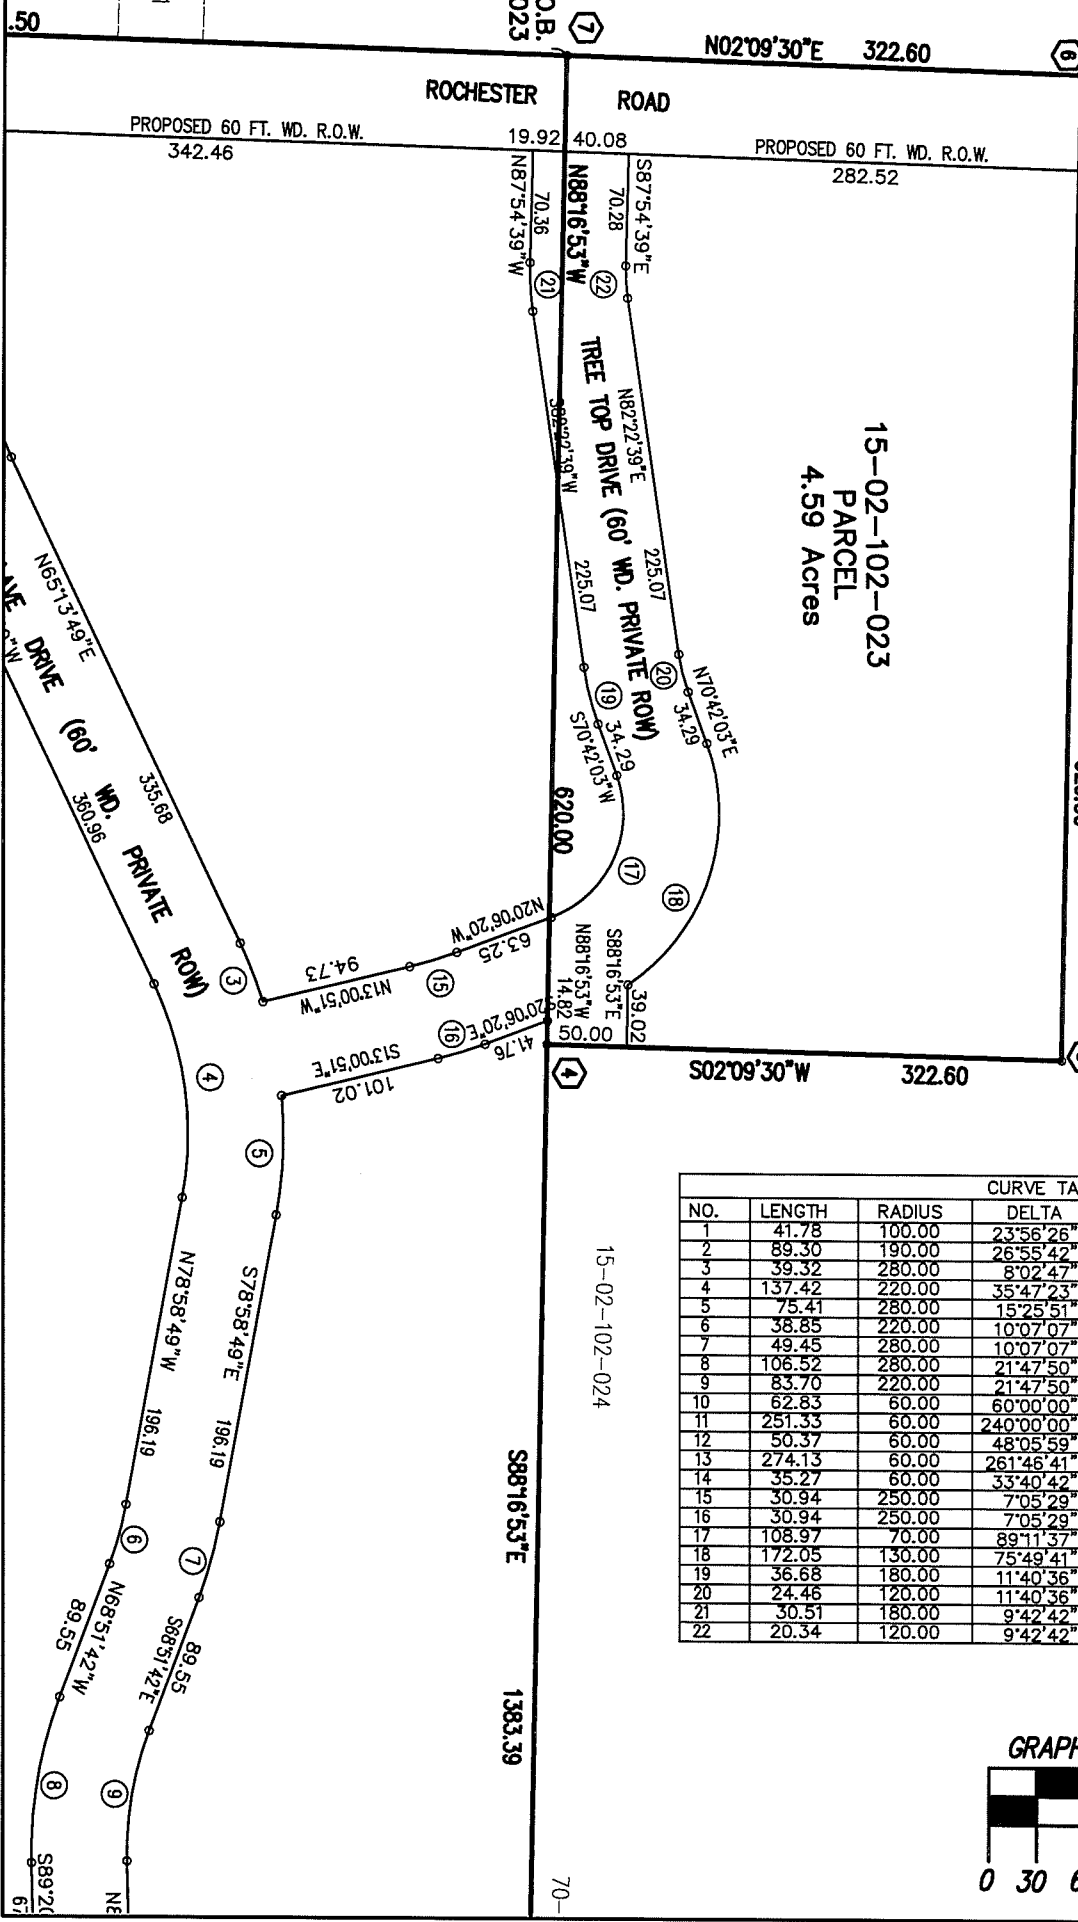 .50
O.B.
023
7
N02°09'30"E 322.60
6
ROCHESTER ROAD
PROPOSED 60 FT. WD. R.O.W.
342.46
19.92
40.08
PROPOSED 60 FT. WD. R.O.W.
282.52
N87°54'39"W
70.36
21
N88°16'53"W
S87°54'39"E
70.28
22
TREE TOP DRIVE (60' WD. PRIVATE ROW)
N82°22'39"E
225.07
S82°22'39"W
225.07
15-02-102-023
PARCEL
4.59 Acres
20
N70°42'03"E
34.29
19
34.29
S70°42'03"W
620.00
17
18
N65°13'49"E
335.68
AVE DRIVE (60' WD. PRIVATE ROW)
360.96
3
4
5
94.73
N13°00'51"W
15
N20°06'20"W
63.25
16
S20°06'20"E
41.76
S13°00'51"E
101.02
N88°16'53"W
14.82
S88°16'53"E
39.02
50.00
4
S02°09'30"W 322.60
15-02-102-024
S88°16'53"E 1383.39
N78°58'49"W 196.19
S78°58'49"E 196.19
6
7
N68°51'42"W
89.55
S68°51'42"E
89.55
8
9
S89°20
67
NE
70-
CURVE TA
NO. LENGTH RADIUS DELTA
1 41.78 100.00 23°56'26"
2 89.30 190.00 26°55'42"
3 39.32 280.00 8°02'47"
4 137.42 220.00 35°47'23"
5 75.41 280.00 15°25'51"
6 38.85 220.00 10°07'07"
7 49.45 280.00 10°07'07"
8 106.52 280.00 21°47'50"
9 83.70 220.00 21°47'50"
10 62.83 60.00 60°00'00"
11 251.33 60.00 240°00'00"
12 50.37 60.00 48°05'59"
13 274.13 60.00 261°46'41"
14 35.27 60.00 33°40'42"
15 30.94 250.00 7°05'29"
16 30.94 250.00 7°05'29"
17 108.97 70.00 89°11'37"
18 172.05 130.00 75°49'41"
19 36.68 180.00 11°40'36"
20 24.46 120.00 11°40'36"
21 30.51 180.00 9°42'42"
22 20.34 120.00 9°42'42"
GRAPH
0 30 6